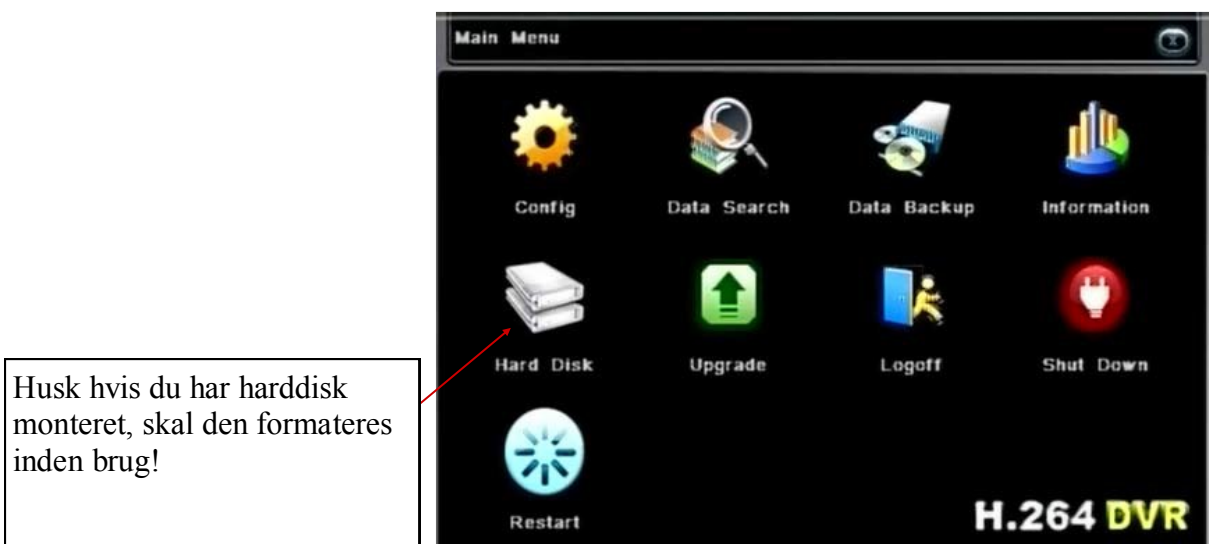 Main Menu
X
Config
Data Search
Data Backup
Information
Hard Disk
Upgrade
Logoff
Shut Down
Restart
H.264 DVR
Husk hvis du har harddisk
monteret, skal den formateres
inden brug!